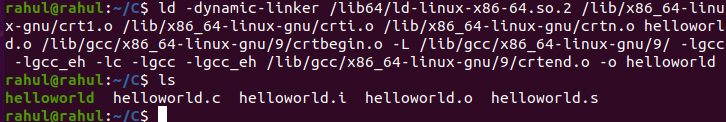 rahul@rahul:~/C$ ld -dynamic-linker /lib64/ld-linux-x86-64.so.2 /lib/x86_64-linu
x-gnu/crt1.o /lib/x86_64-linux-gnu/crti.o /lib/x86_64-linux-gnu/crtn.o helloworl
d.o /lib/gcc/x86_64-linux-gnu/9/crtbegin.o -L /lib/gcc/x86_64-linux-gnu/9/ -lgcc
 -lgcc_eh -lc -lgcc -lgcc_eh /lib/gcc/x86_64-linux-gnu/9/crtend.o -o helloworld
rahul@rahul:~/C$ ls
helloworld  helloworld.c  helloworld.i  helloworld.o  helloworld.s
rahul@rahul:~/C$